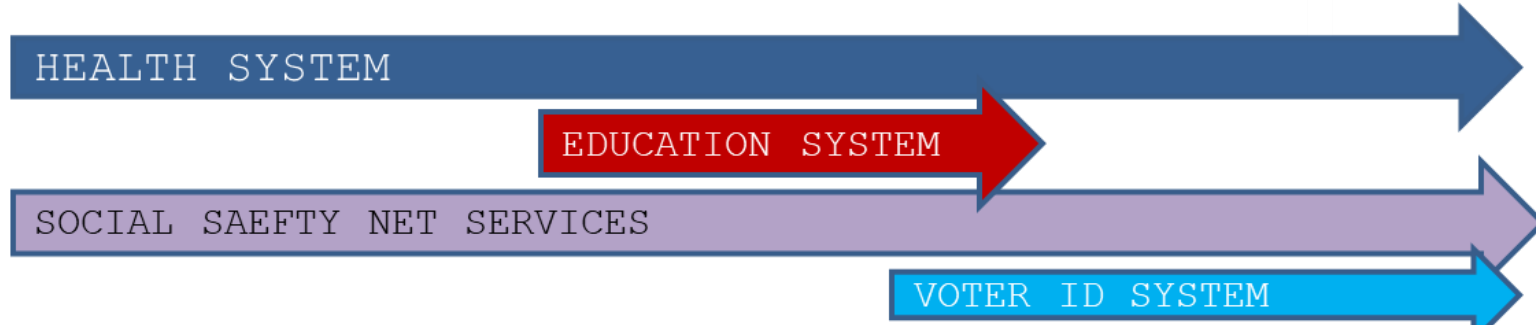 HEALTH SYSTEM
EDUCATION SYSTEM
SOCIAL SAEFTY NET SERVICES
VOTER ID SYSTEM